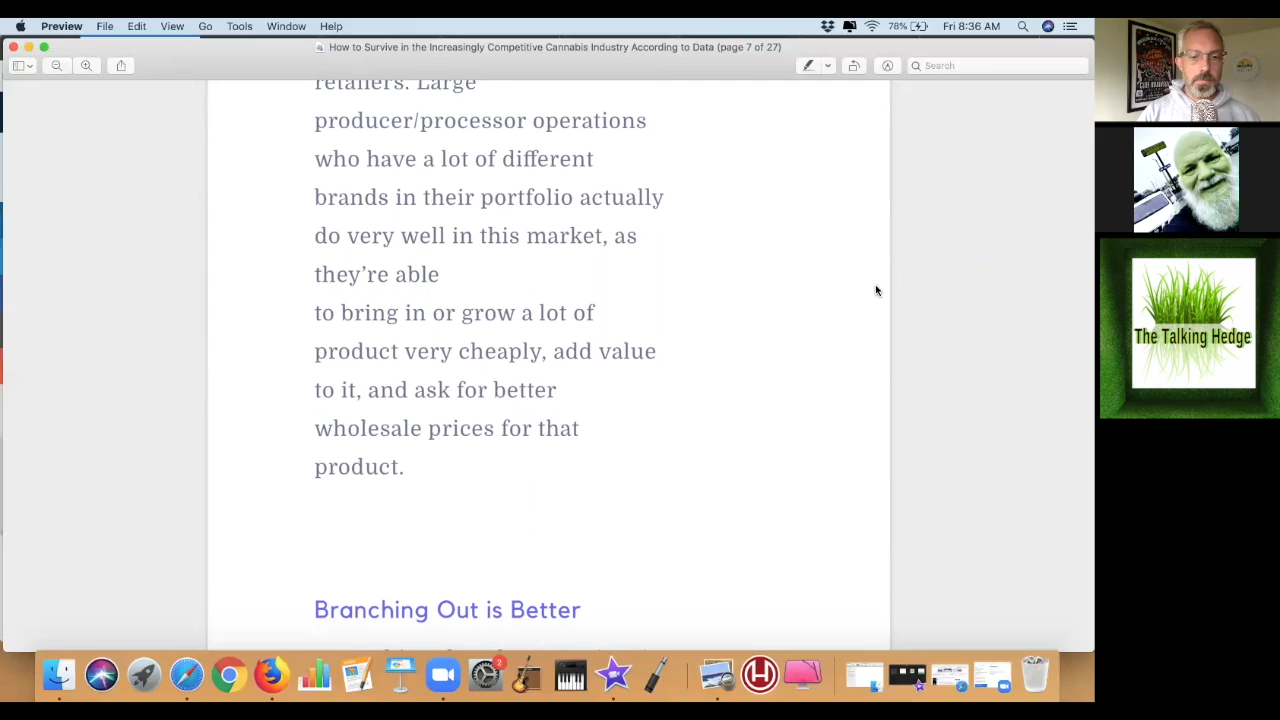 Preview File Edit View Go Tools Window Help 78% Fri 8:36 AM
How to Survive in the Increasingly Competitive Cannabis Industry According to Data (page 7 of 27)
Search
retailers. Large
producer/processor operations
who have a lot of different
brands in their portfolio actually
do very well in this market, as
they’re able
to bring in or grow a lot of
product very cheaply, add value
to it, and ask for better
wholesale prices for that
product.
Branching Out is Better
The Talking Hedge
2